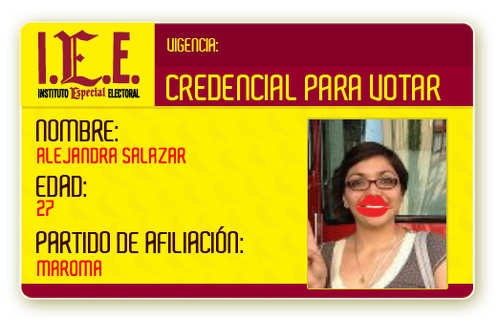 I.E.E.
INSTITUTO Especial ELECTORAL
VIGENCIA:
CREDENCIAL PARA VOTAR
NOMBRE:
ALEJANDRA SALAZAR
EDAD:
27
PARTIDO DE AFILIACIÓN:
MAROMA